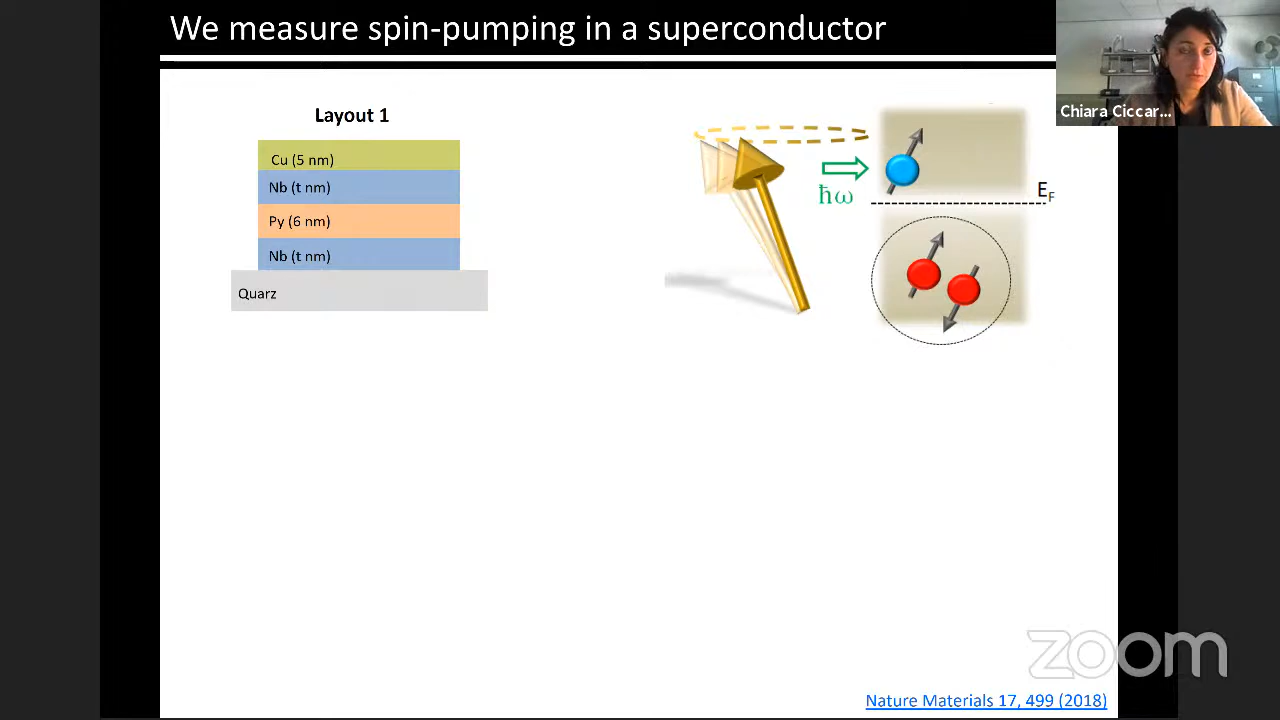 We measure spin-pumping in a superconductor
Chiara Ciccar...
Layout 1
Cu (5 nm)
Nb (t nm)
Py (6 nm)
Nb (t nm)
Quarz
ħω
E_F
zoom
Nature Materials 17, 499 (2018)